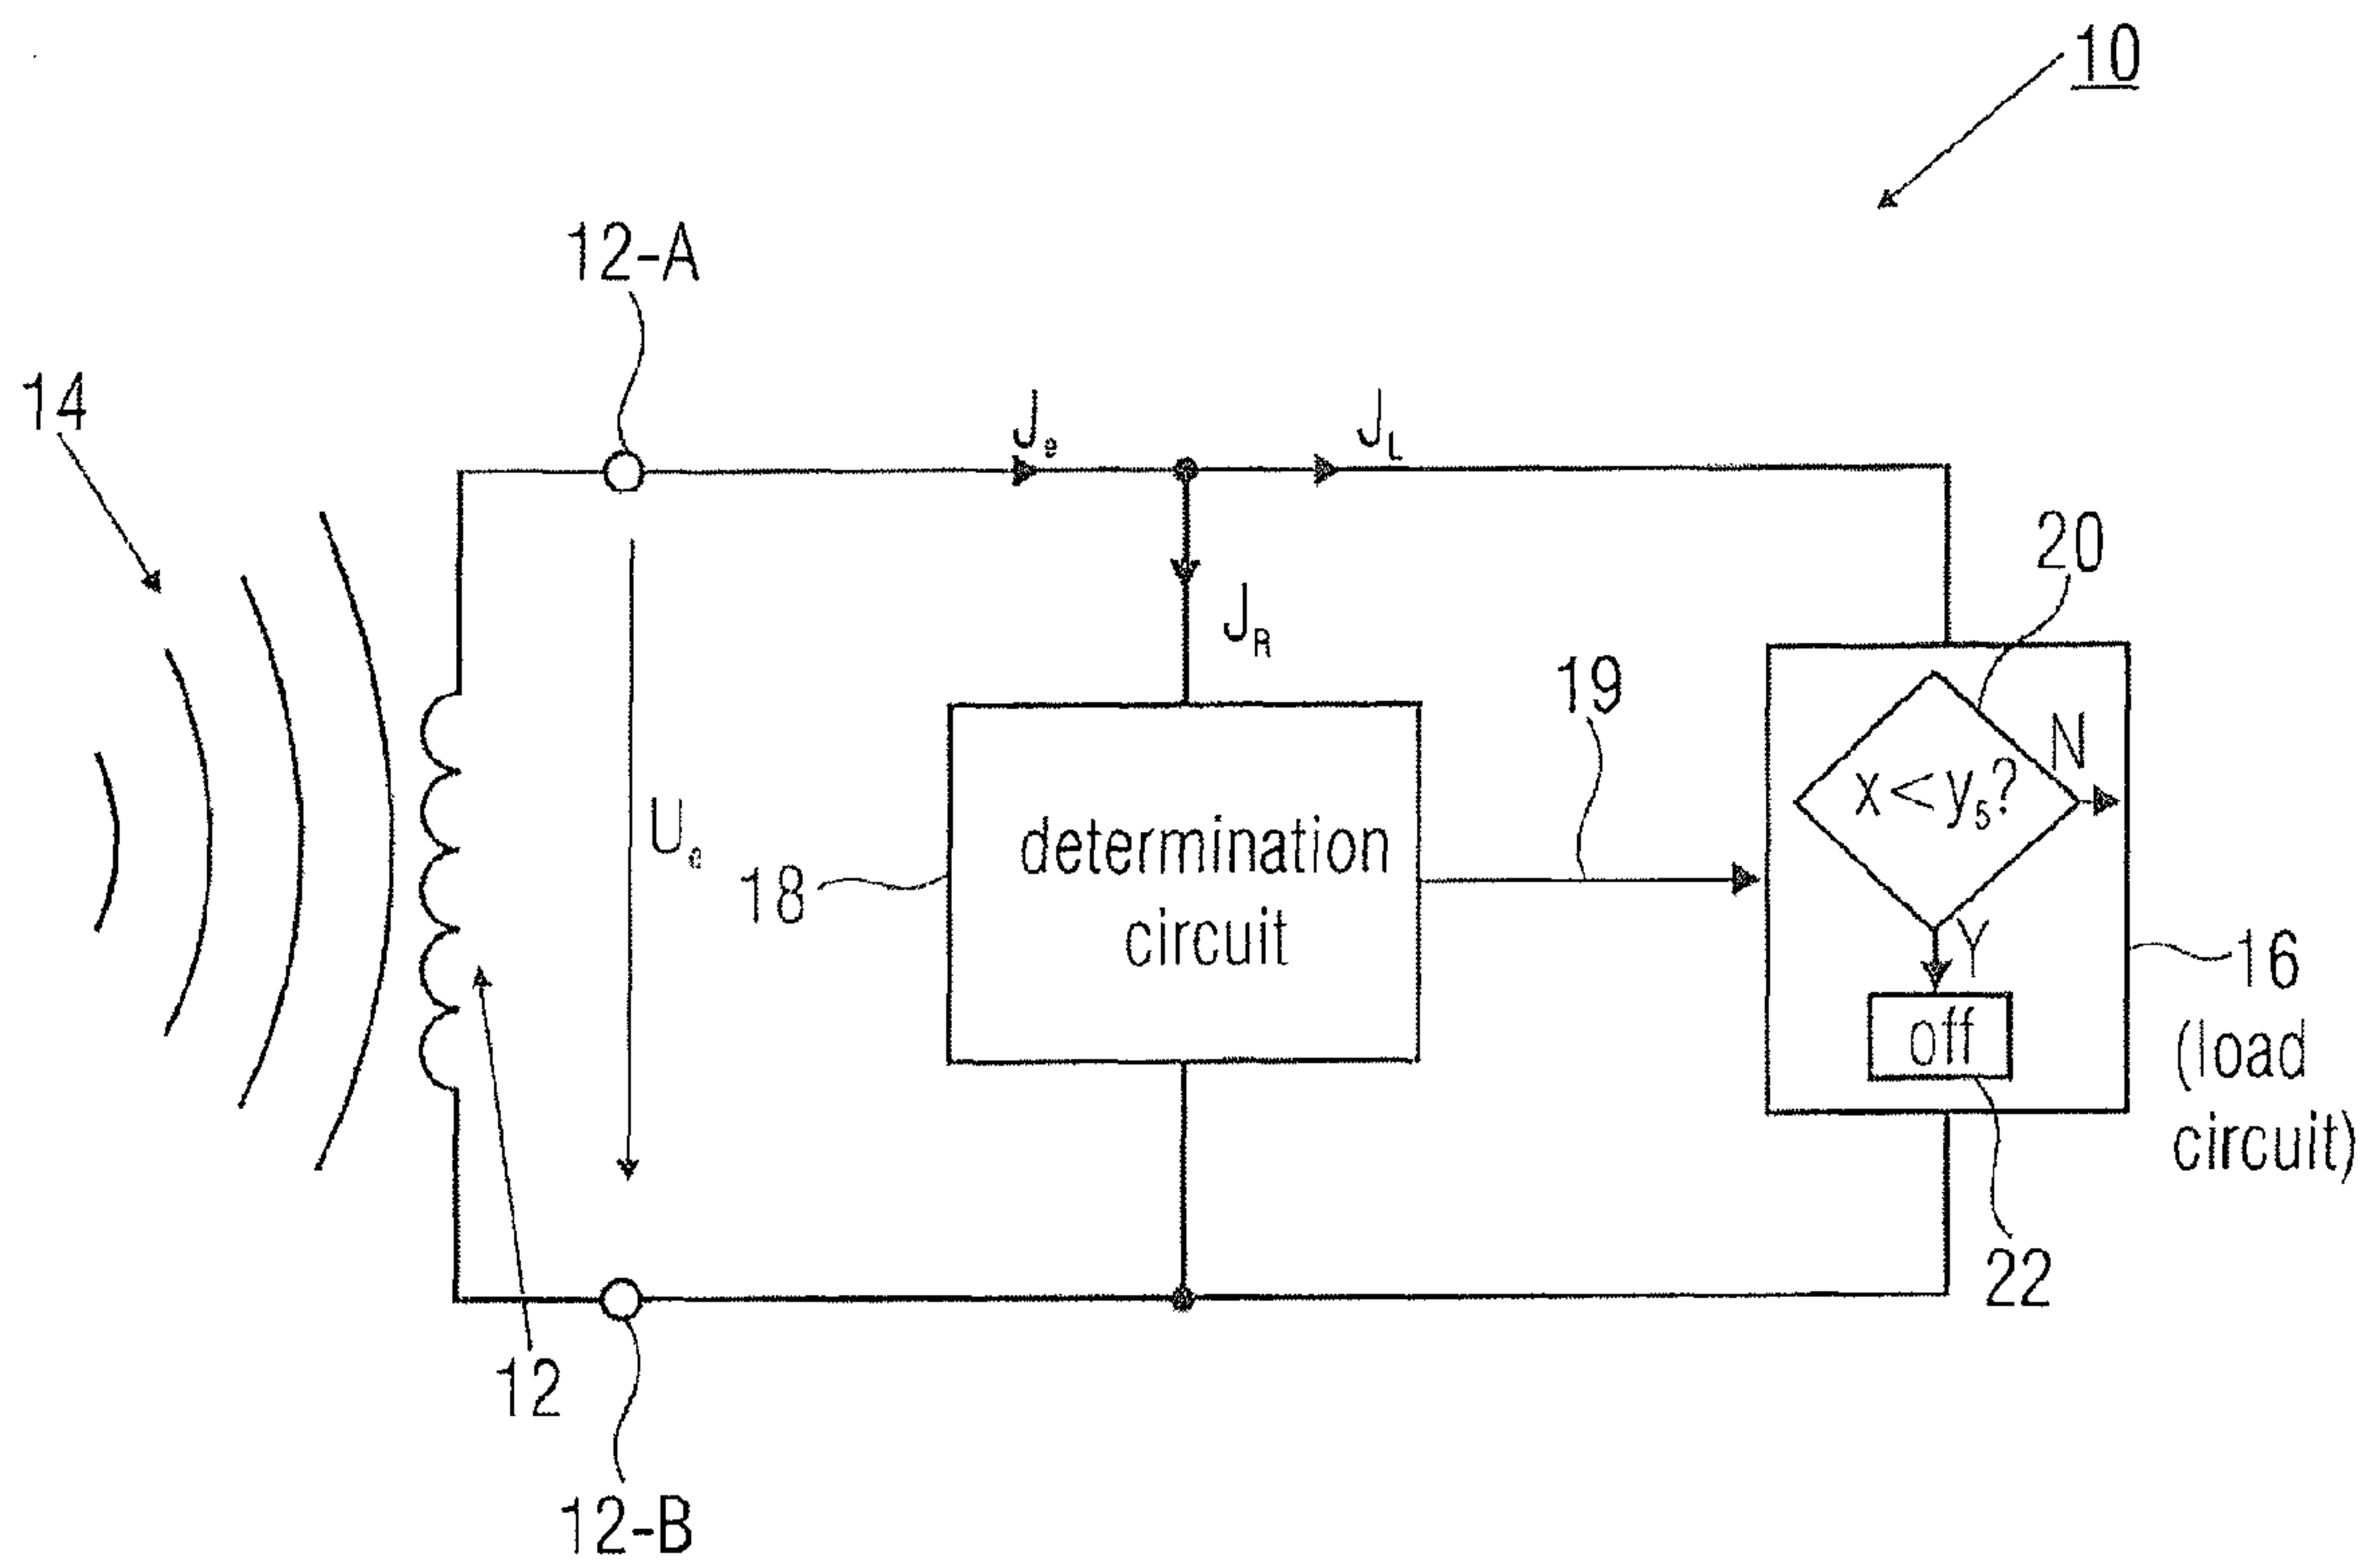 10
12-A
14
Je
JL
20
JR
19
N
x<y5?
Ue
determination
circuit
18
Y
16
off
(load
circuit)
22
12
12-B